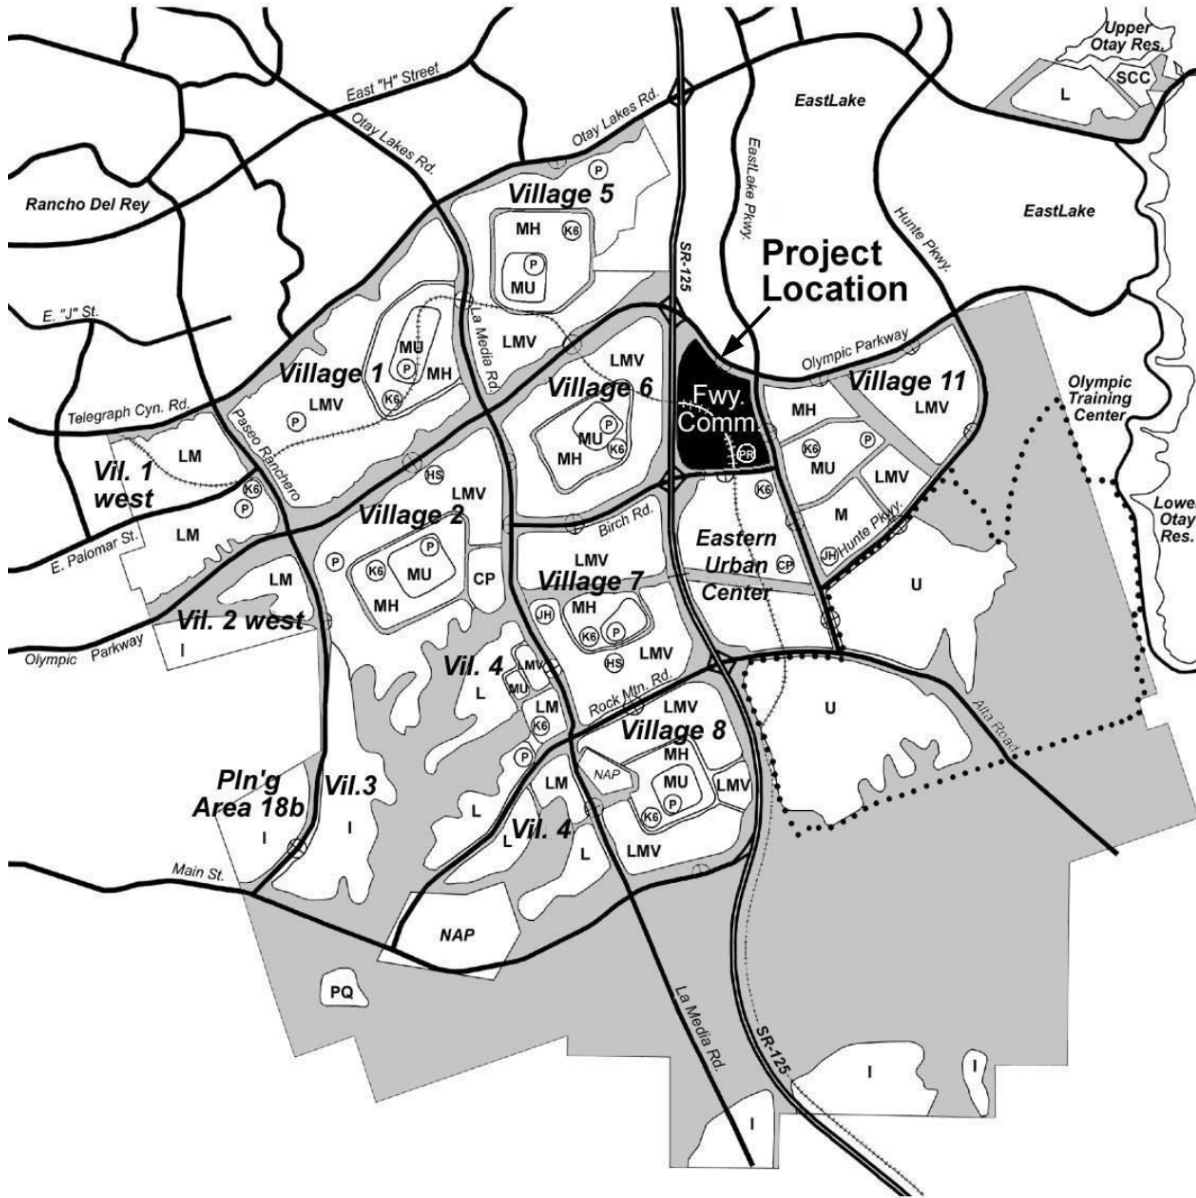 Upper
Otay Res.
SCC
L
East "H" Street
Otay Lakes Rd.
Otay Lakes Rd.
EastLake
EastLake Pkwy.
Rancho Del Rey
Village 5
P
MH
K6
P
MU
EastLake
Hunte Pkwy.
SR-125
Project
Location
E. "J" St.
La Media Rd.
LMV
MU
P
MH
K6
Village 1
LMV
P
LMV
Village 6
P
MU
K6
MH
Olympic Parkway
Village 11
LMV
MH
Olympic
Training
Center
Fwy.
Comm.
PR
Telegraph Cyn. Rd.
Paseo Ranchero
LM
Vil. 1
west
K6
P
LM
E. Palomar St.
HS
LMV
Village 2
P
P
K6
MU
MH
CP
K6
P
MU
LMV
M
JH
Hunte Pkwy.
K6
Eastern
Urban
Center
CP
Birch Rd.
LMV
Village 7
MH
JH
K6
P
HS
LMV
Lower
Otay
Res.
U
LM
Vil. 2 west
I
Olympic Parkway
Vil. 4
LMV
MU
L
LM
K6
P
Rock Mtn. Rd.
LMV
Village 8
MH
MU
P
K6
LMV
LMV
NAP
U
Alta Road
Pln'g
Area 18b
I
Vil.3
I
LM
L
Vil. 4
L
L
Main St.
NAP
PQ
La Media Rd.
SR-125
I
I
I